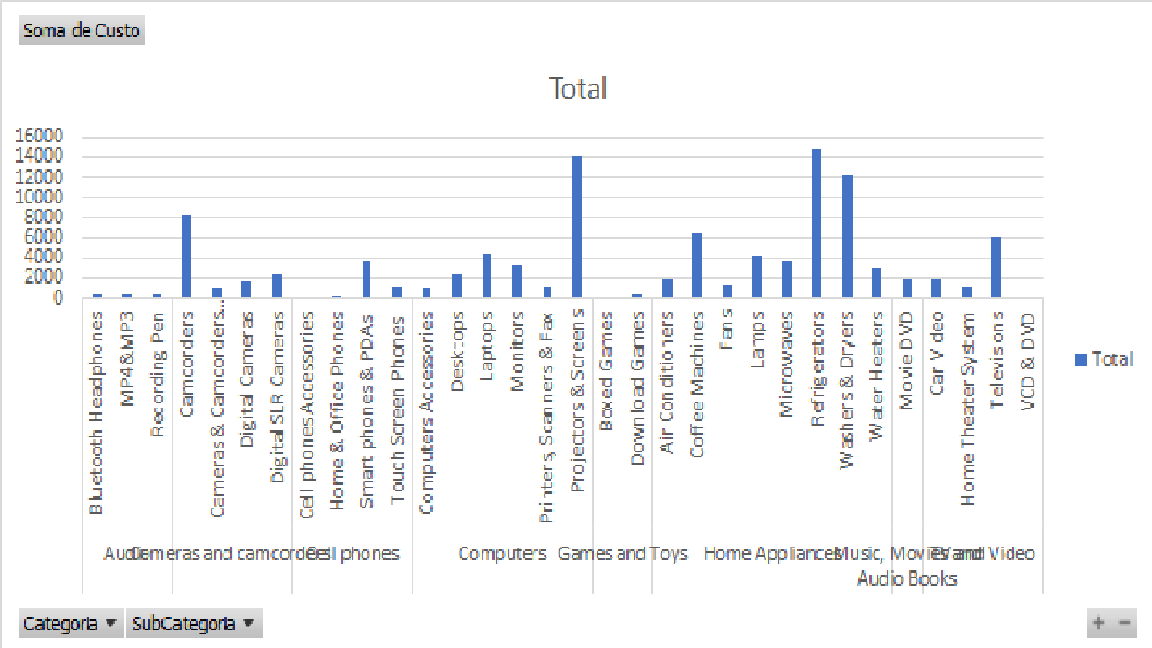 Soma de Custo
Total
16000
14000
12000
10000
8000
6000
4000
2000
0
Bluetooth Headphones
MP4&MP3
Recording Pen
Camcorders
Cameras & Camcorders...
Digital Cameras
Digital SLR Cameras
Cell phones Accessories
Home & Office Phones
Smart phones & PDAs
Touch Screen Phones
Computers Accessories
Desktops
Laptops
Monitors
Printers, Scanners & Fax
Projectors & Screens
Boxed Games
Download Games
Air Conditioners
Coffee Machines
Fans
Lamps
Microwaves
Refrigerators
Washers & Dryers
Water Heaters
Movie DVD
Car Video
Home Theater System
Televisions
VCD & DVD
Audio
Cameras and camcorders
Cell phones
Computers
Games and Toys
Home Appliances
Music, Movies and
Audio Books
TV and Video
Total
Categoria
SubCategoria
+ −